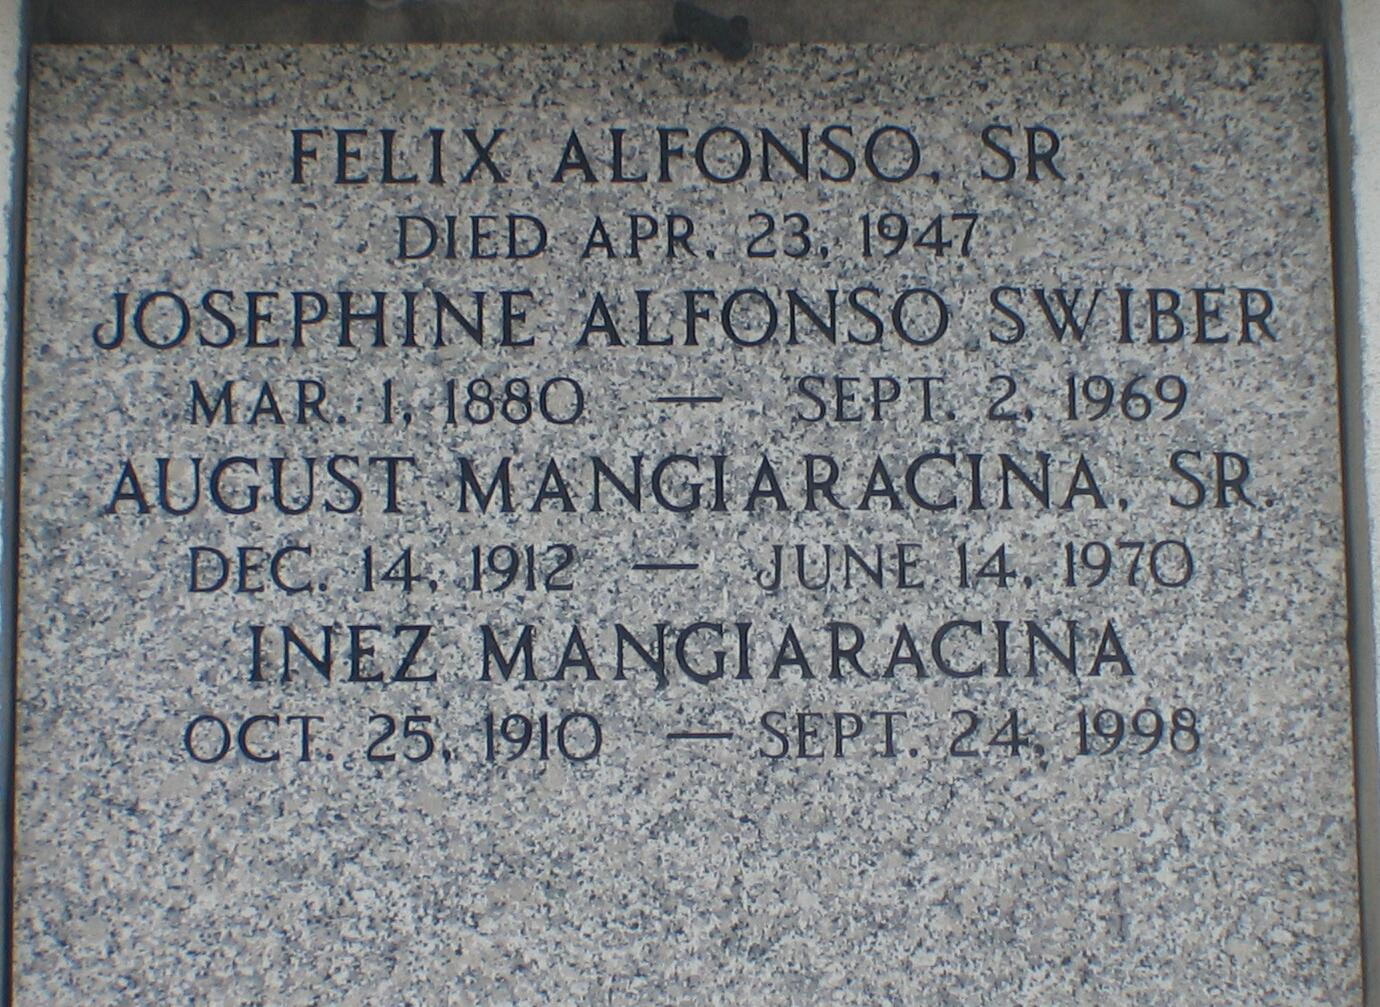 FELIX ALFONSO, SR.
DIED APR. 23, 1947
JOSEPHINE ALFONSO SWIBER
MAR. 1, 1880 — SEPT. 2, 1969
AUGUST MANGIARACINA, SR.
DEC. 14, 1912 — JUNE 14, 1970
INEZ MANGIARACINA
OCT. 25, 1910 — SEPT. 24, 1998